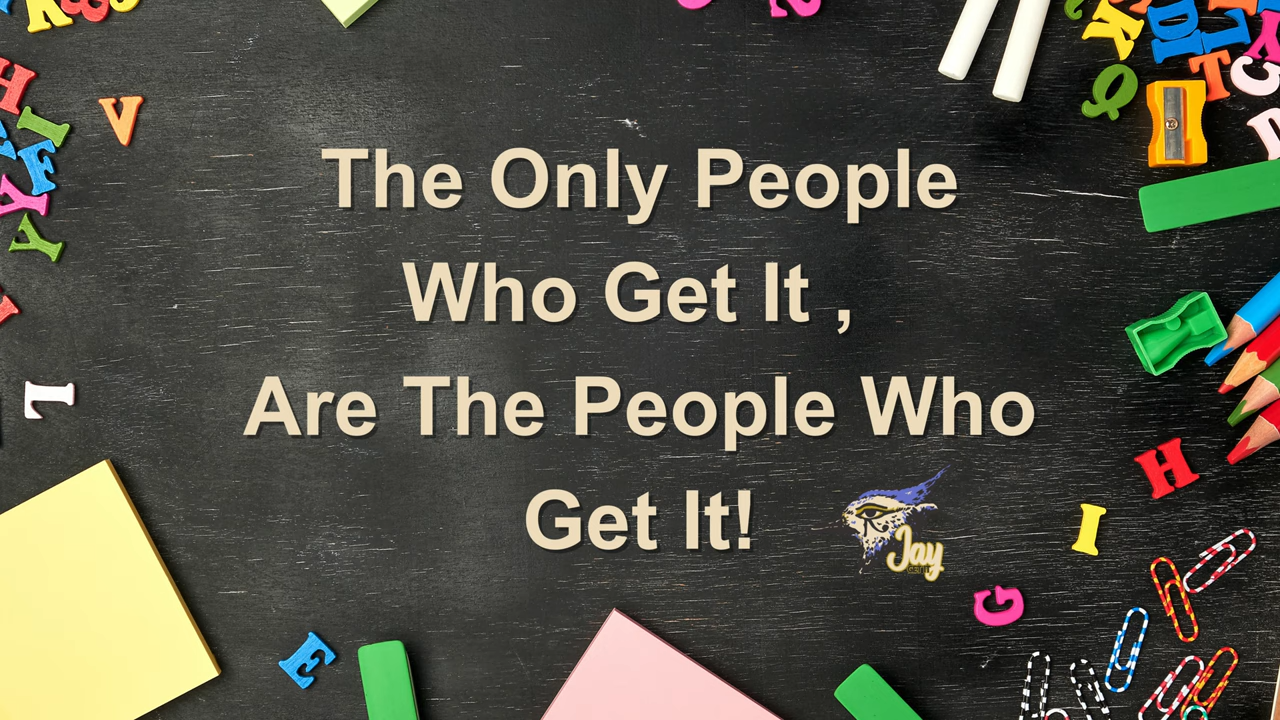 The Only People
Who Get It ,
Are The People Who
Get It!
Jay